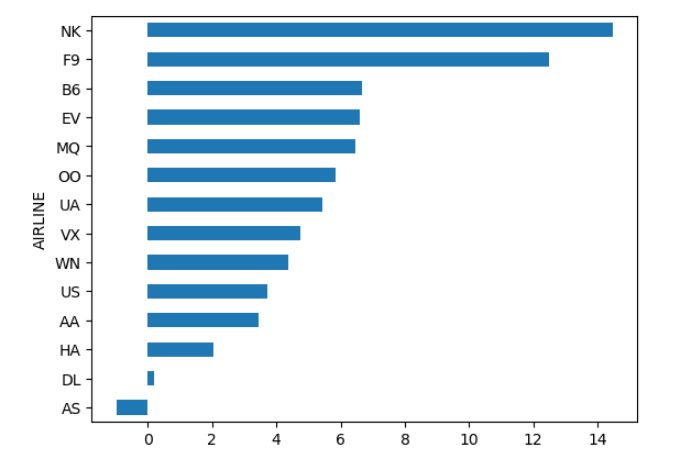 NK
F9
B6
EV
MQ
OO
UA
VX
WN
US
AA
HA
DL
AS
AIRLINE
0 2 4 6 8 10 12 14